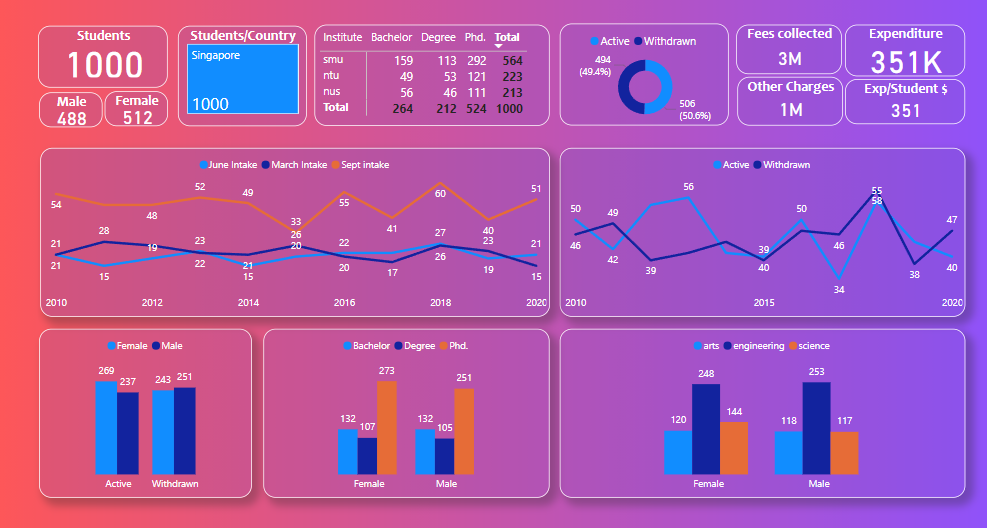 Students
1000
Male
488
Female
512
Students/Country
Singapore
1000
Institute Bachelor Degree Phd. Total
smu 159 113 292 564
ntu 49 53 121 223
nus 56 46 111 213
Total 264 212 524 1000
Active Withdrawn
494
(49.4%)
506
(50.6%)
Fees collected
3M
Expenditure
351K
Other Charges
1M
Exp/Student $
351
June Intake March Intake Sept intake
54 48 52 49 33 55 41 60 40 51
21 28 19 23 21 26 20 17 27 23 15
21 15 22 15 20 22 26 19 21
2010 2012 2014 2016 2018 2020
Active Withdrawn
50 42 56 39 50 34 58 40
46 49 39 40 46 55 38 47
2010 2015 2020
Female Male
269 237 243 251
Active Withdrawn
Bachelor Degree Phd.
132 107 273 132 105 251
Female Male
arts engineering science
120 248 144 118 253 117
Female Male